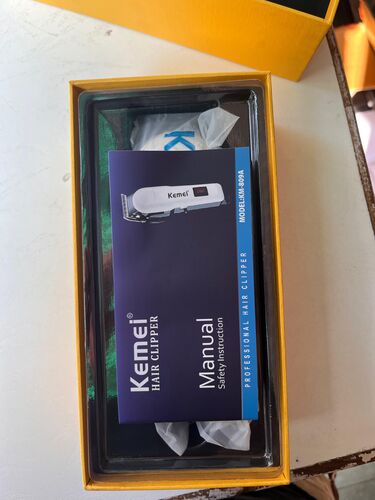 Kemei®
HAIR CLIPPER
Manual
Safety Instruction
Kemei
MODEL:KM-809A
PROFESSIONAL HAIR CLIPPER